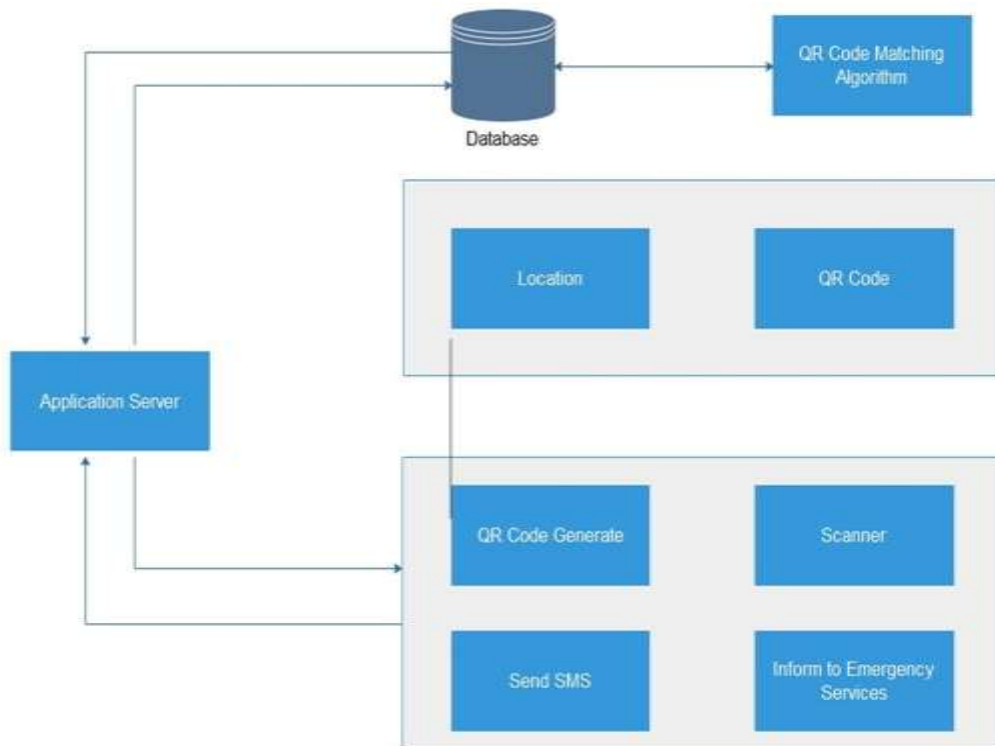 QR Code Matching
Algorithm
Database
Location
QR Code
Application Server
QR Code Generate
Scanner
Send SMS
Inform to Emergency
Services